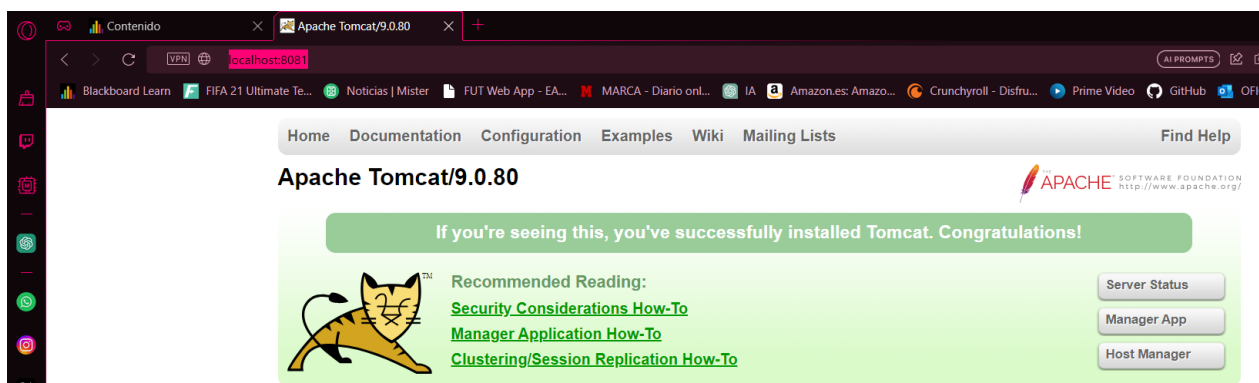 Contenido
Apache Tomcat/9.0.80
VPN
localhost:8081
AI PROMPTS
Blackboard Learn
FIFA 21 Ultimate Te...
Noticias | Mister
FUT Web App - EA...
MARCA - Diario onl...
IA
Amazon.es: Amazo...
Crunchyroll - Disfru...
Prime Video
GitHub
Home Documentation Configuration Examples Wiki Mailing Lists Find Help
Apache Tomcat/9.0.80
THE
APACHE SOFTWARE FOUNDATION
http://www.apache.org/
If you're seeing this, you've successfully installed Tomcat. Congratulations!
TM
Recommended Reading:
Security Considerations How-To
Manager Application How-To
Clustering/Session Replication How-To
Server Status
Manager App
Host Manager